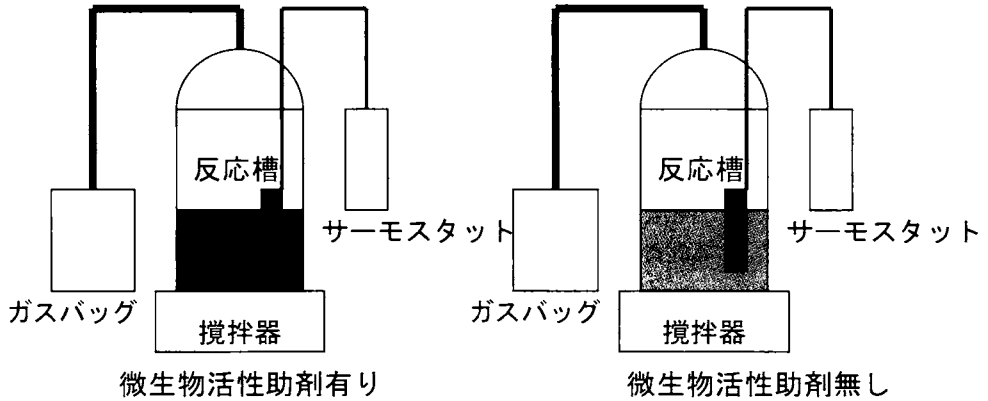 反応槽
サーモスタット
ガスバッグ
攪拌器
微生物活性助剤有り
反応槽
サーモスタット
ガスバッグ
攪拌器
微生物活性助剤無し